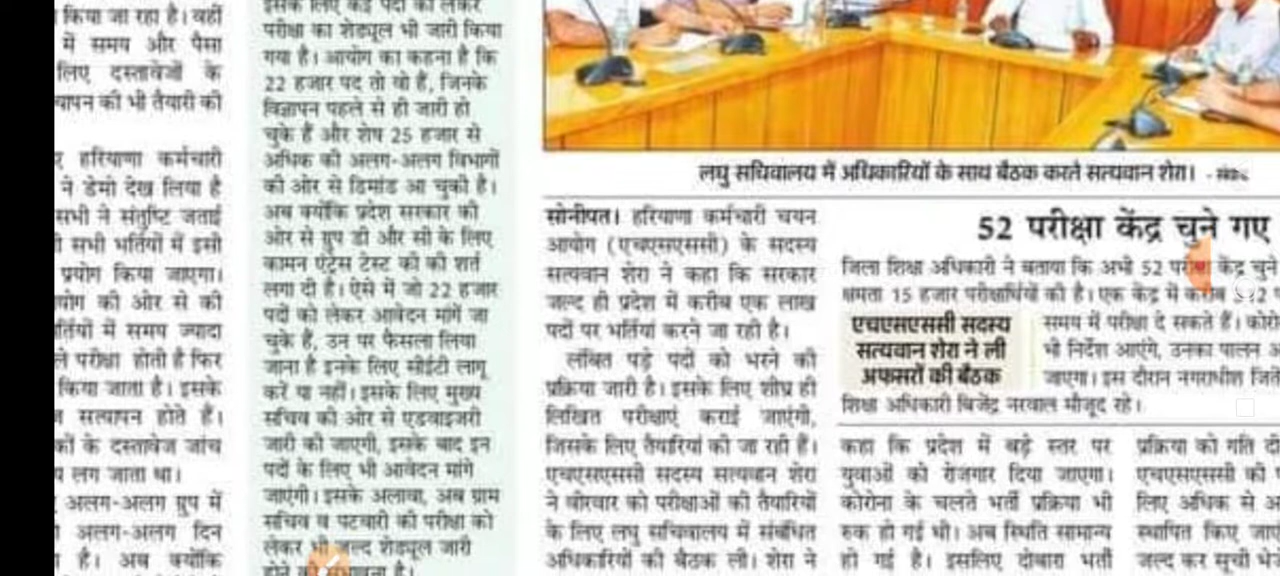 किया जा रहा है। वहीं
में समय और पैसा
लिए दस्तावेजों के
यापन की भी तैयारी की
हरियाणा कर्मचारी
ने डेमो देख लिया है
सभी ने संतुष्टि जताई
सभी भर्तियों में इसी
प्रयोग किया जाएगा।
योग की ओर से की
र्तियों में समय ज्यादा
ले परीक्षा होती है फिर
किया जाता है। इसके
सत्यापन होते हैं।
कों के दस्तावेज जांच
लग जाता था।
अलग-अलग ग्रुप में
अलग-अलग दिन
है। अब क्योंकि
इसके लिए कई पदों को लेकर
परीक्षा का शेड्यूल भी जारी किया
गया है। आयोग का कहना है कि
22 हजार पद तो वो हैं, जिनके
विज्ञापन पहले से ही जारी हो
चुके हैं और शेष 25 हजार से
अधिक की अलग-अलग विभागों
की ओर से डिमांड आ चुकी है।
अब क्योंकि प्रदेश सरकार की
ओर से ग्रुप डी और सी के लिए
कामन एंट्रेंस टेस्ट की की शर्त
लगा दी है। ऐसे में जो 22 हजार
पदों को लेकर आवेदन मांगें जा
चुके हैं, उन पर फैसला लिया
जाना है इनके लिए सीईटी लागू
करें या नहीं। इसके लिए मुख्य
सचिव की ओर से एडवाइजरी
जारी की जाएगी, इसके बाद इन
पदों के लिए भी आवेदन मांगे
जाएंगी। इसके अलावा, अब ग्राम
सचिव व पटवारी की परीक्षा को
लेकर भी जल्द शेड्यूल जारी
होने की संभावना है।
लघु सचिवालय में अधिकारियों के साथ बैठक करते सत्यवान शेरा।
सोनीपत। हरियाणा कर्मचारी चयन
आयोग (एचएसएससी) के सदस्य
सत्यवान शेरा ने कहा कि सरकार
जल्द ही प्रदेश में करीब एक लाख
पदों पर भर्तियां करने जा रही है।
लंबित पड़े पदों को भरने की
प्रक्रिया जारी है। इसके लिए शीघ्र ही
लिखित परीक्षाएं कराई जाएंगी,
जिसके लिए तैयारियां की जा रही हैं।
एचएसएससी सदस्य सत्यवान शेरा
ने वीरवार को परीक्षाओं की तैयारियों
के लिए लघु सचिवालय में संबंधित
अधिकारियों की बैठक ली। शेरा ने
52 परीक्षा केंद्र चुने गए
जिला शिक्षा अधिकारी ने बताया कि अभी 52 परीक्षा केंद्र चुने
क्षमता 15 हजार परीक्षार्थियों की है। एक केंद्र में करीब
एचएसएससी सदस्य
सत्यवान शेरा ने ली
अफसरों की बैठक
समय में परीक्षा दे सकते हैं। कोरो
भी निर्देश आएंगे, उनका पालन
जाएगा। इस दौरान नगराधीश जिते
शिक्षा अधिकारी बिजेंद्र नरवाल मौजूद रहे।
कहा कि प्रदेश में बड़े स्तर पर
युवाओं को रोजगार दिया जाएगा।
कोरोना के चलते भर्ती प्रक्रिया भी
रुक हो गई थी। अब स्थिति सामान्य
हो गई है। इसलिए दोबारा भर्ती
प्रक्रिया को गति दी
एचएसएससी की
लिए अधिक से अ
स्थापित किए जाए
जल्द कर सूची भे